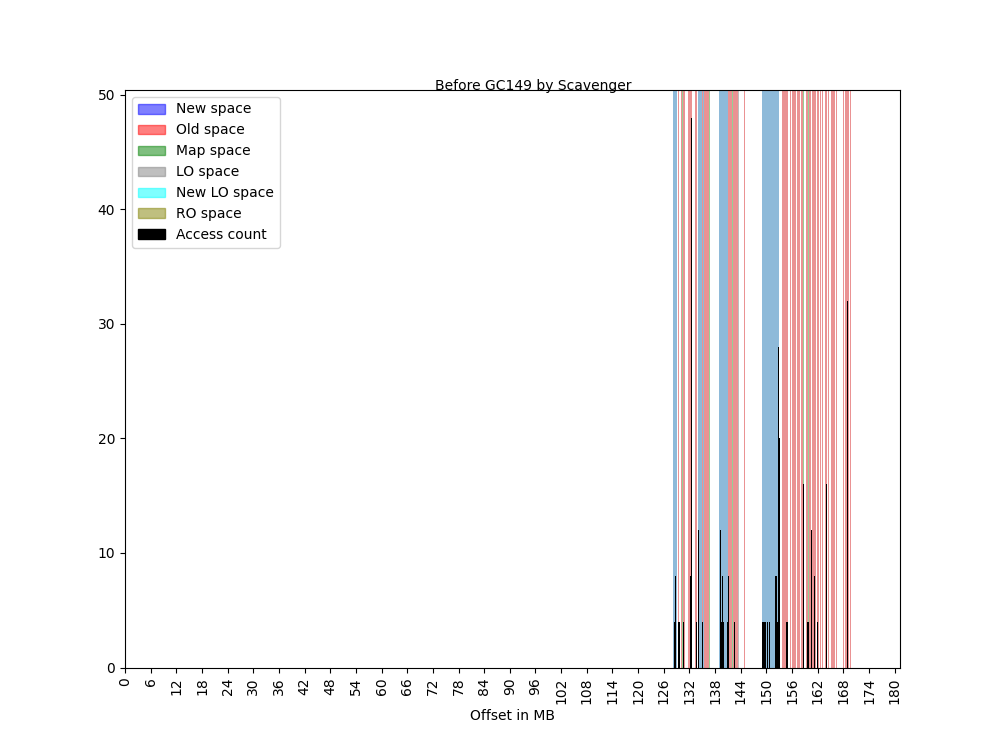 Before GC149 by Scavenger
50
40
30
20
10
0
New space
Old space
Map space
LO space
New LO space
RO space
Access count
0 6 12 18 24 30 36 42 48 54 60 66 72 78 84 90 96 102 108 114 120 126 132 138 144 150 156 162 168 174 180
Offset in MB